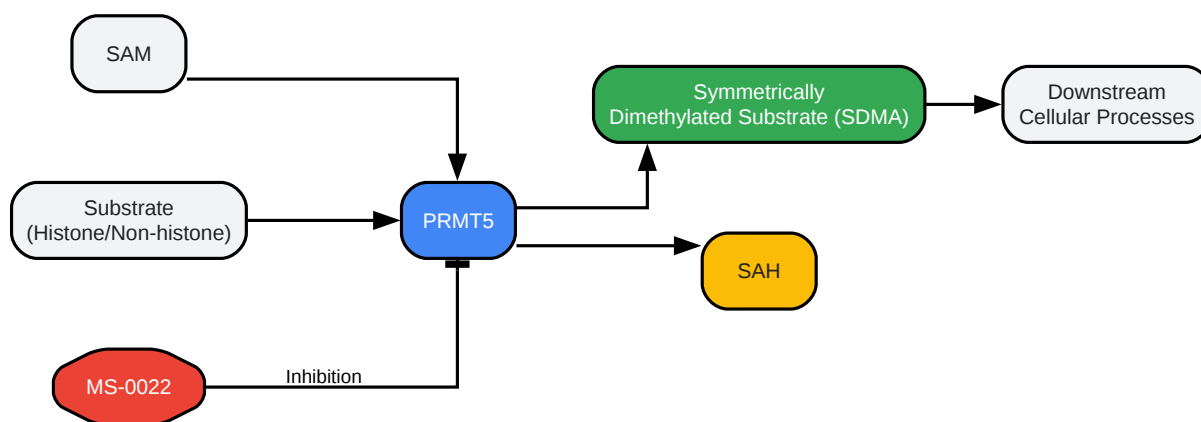 SAM
Symmetrically
Dimethylated Substrate (SDMA)
Downstream
Cellular Processes
Substrate
(Histone/Non-histone)
PRMT5
SAH
MS-0022
Inhibition